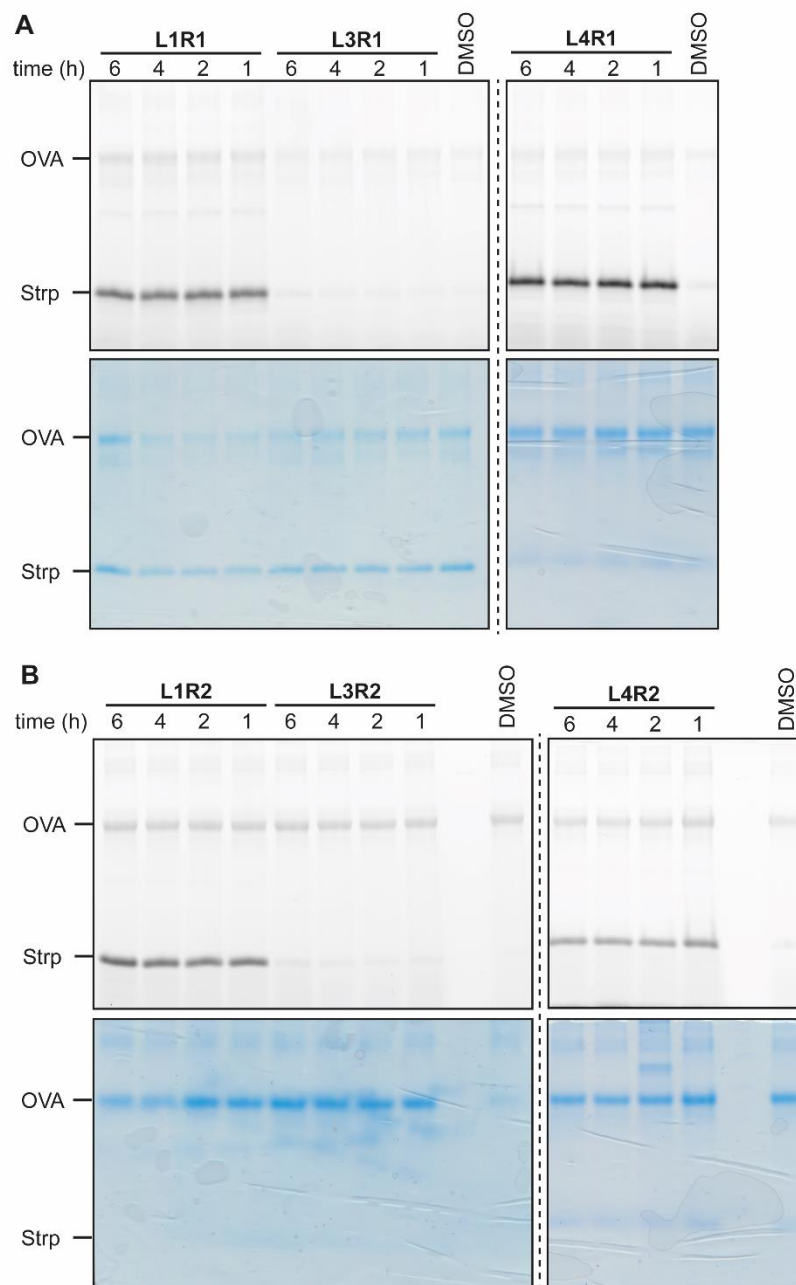 A
L1R1 L3R1 DMSO L4R1 DMSO
time (h) 6 4 2 1 6 4 2 1 6 4 2 1
OVA
Strp
OVA
Strp
B
L1R2 L3R2 DMSO L4R2 DMSO
time (h) 6 4 2 1 6 4 2 1 6 4 2 1
OVA
Strp
OVA
Strp